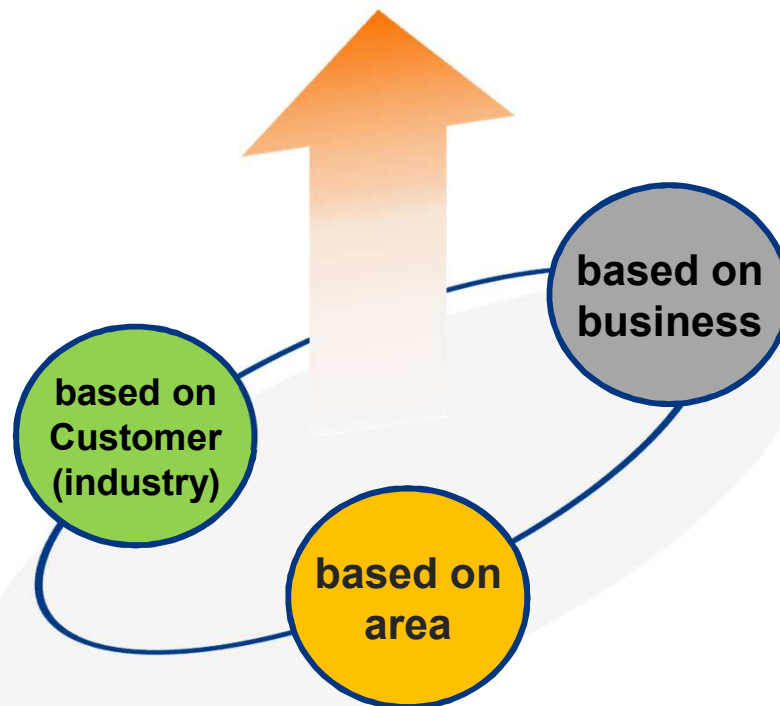 based on
business
based on
Customer
(industry)
based on
area